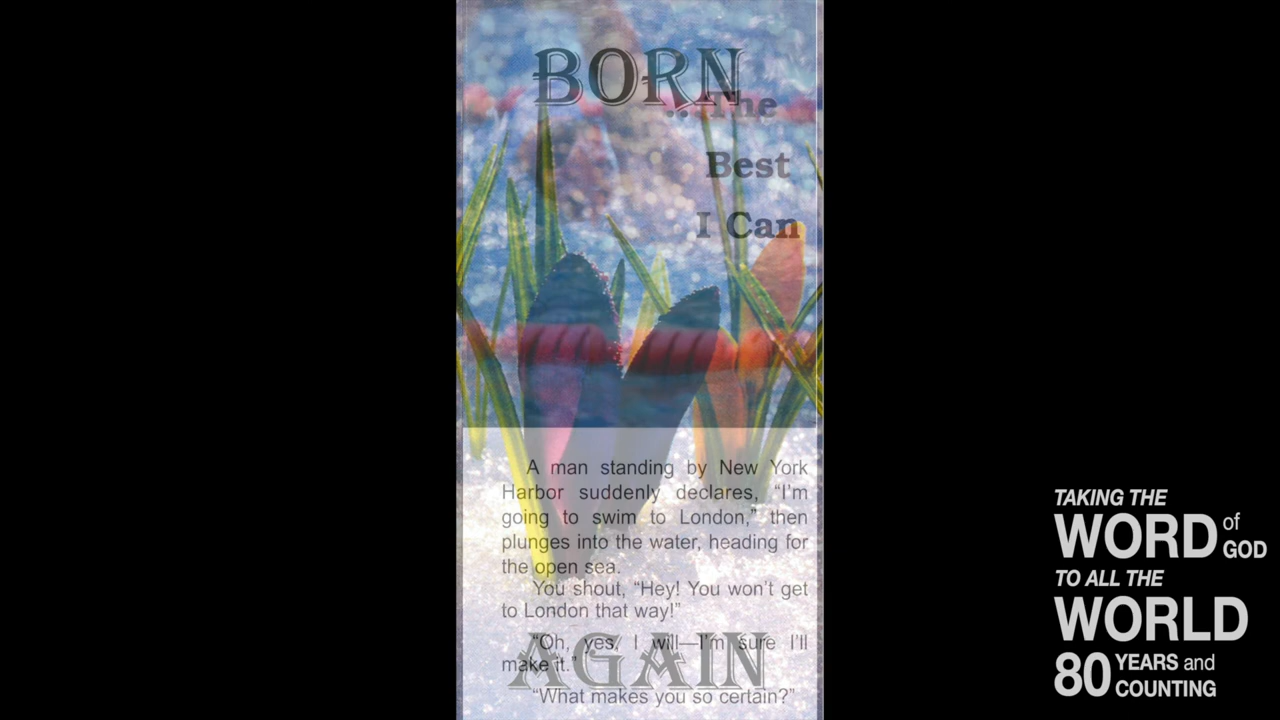 BORN
...The
Best
I Can
A man standing by New York
Harbor suddenly declares, “I’m
going to swim to London,” then
plunges into the water, heading for
the open sea.
You shout, “Hey! You won’t get
to London that way!”
“Oh, yes, I will—I’m sure I’ll
make it.”
AGAIN
“What makes you so certain?”
TAKING THE
WORD of
GOD
TO ALL THE
WORLD
80 YEARS and
COUNTING